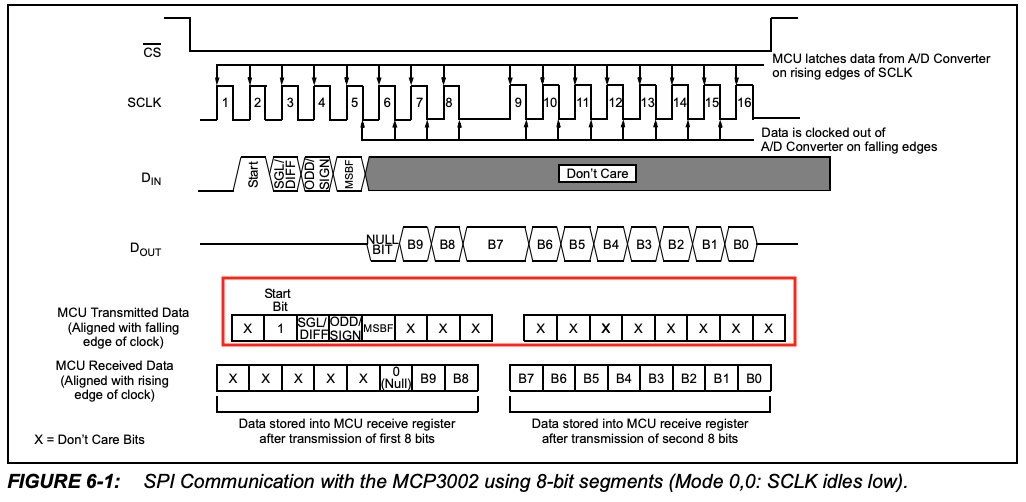 CS
MCU latches data from A/D Converter
on rising edges of SCLK
SCLK
1 2 3 4 5 6 7 8 9 10 11 12 13 14 15 16
Data is clocked out of
A/D Converter on falling edges
DIN
Start
SGL/
DIFF
ODD/
SIGN
MSBF
Don't Care
DOUT
NULL
BIT
B9 B8 B7 B6 B5 B4 B3 B2 B1 B0
MCU Transmitted Data
(Aligned with falling
edge of clock)
Start
Bit
X 1 SGL/
DIFF
ODD/
SIGN
MSBF X X X X X X X X X X X
MCU Received Data
(Aligned with rising
edge of clock)
X X X X X 0
(Null)
B9 B8 B7 B6 B5 B4 B3 B2 B1 B0
Data stored into MCU receive register
after transmission of first 8 bits
Data stored into MCU receive register
after transmission of second 8 bits
X = Don't Care Bits
FIGURE 6-1: SPI Communication with the MCP3002 using 8-bit segments (Mode 0,0: SCLK idles low).